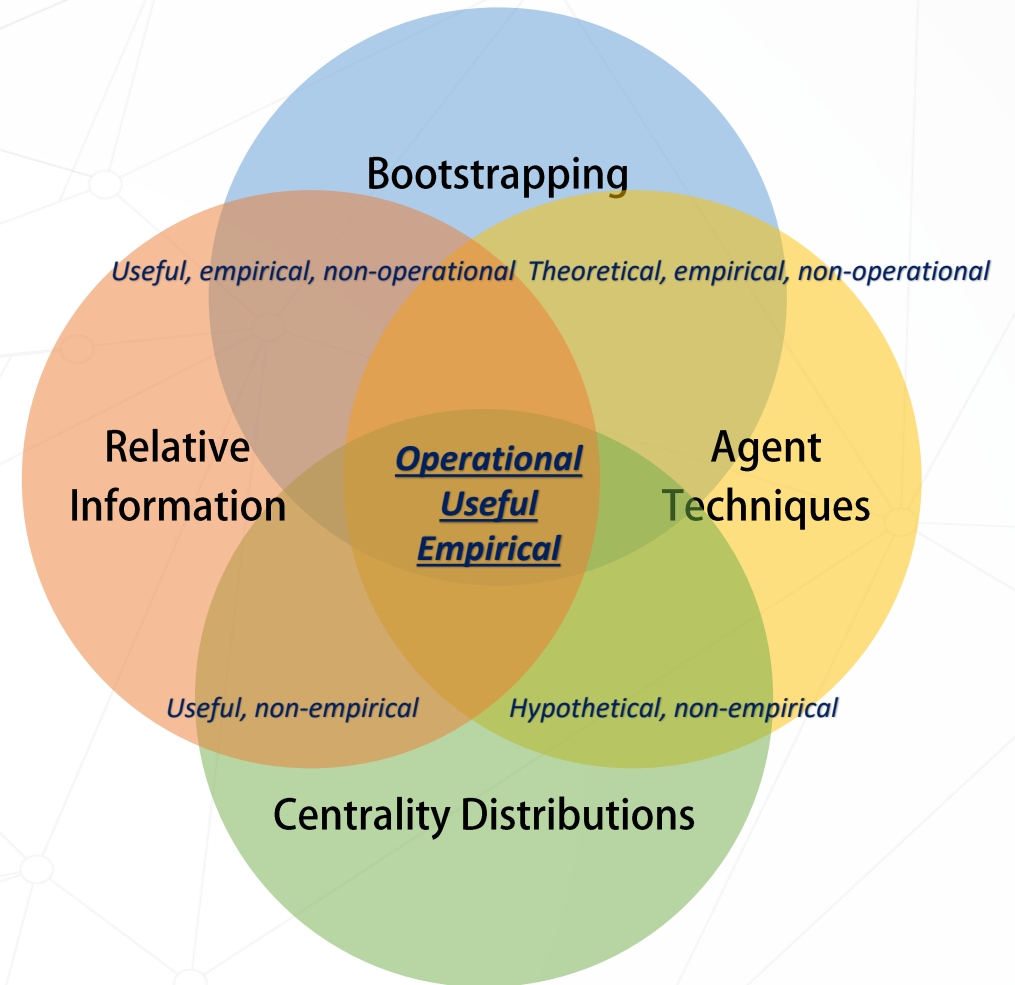 Bootstrapping
Useful, empirical, non-operational
Theoretical, empirical, non-operational
Relative
Information
Operational
Useful
Empirical
Agent
Techniques
Useful, non-empirical
Hypothetical, non-empirical
Centrality Distributions